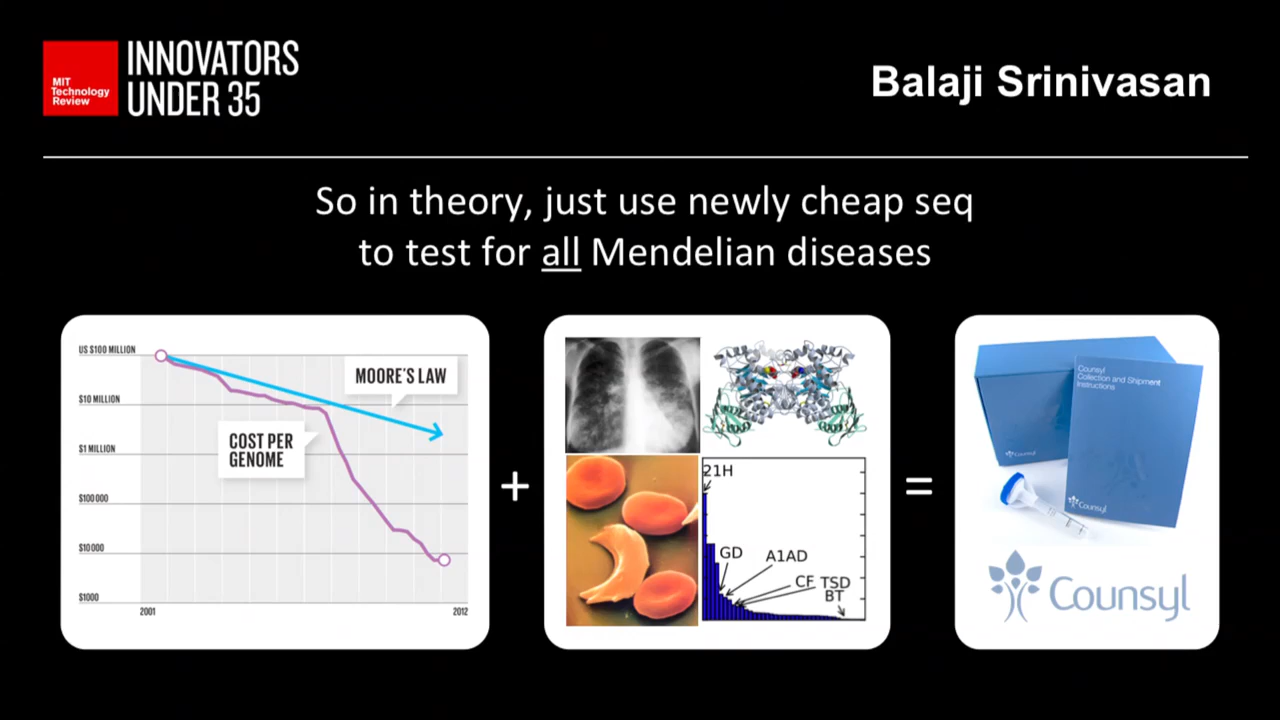 MIT
Technology
Review
INNOVATORS
UNDER 35
Balaji Srinivasan
So in theory, just use newly cheap seq
to test for all Mendelian diseases
US $100 MILLION
$10 MILLION
$1 MILLION
$100 000
$10 000
$1000
2001
2012
MOORE'S LAW
COST PER
GENOME
+
21H
GD
A1AD
CF
TSD
BT
=
Counsyl
Collection and Shipment
Instructions
Counsyl
Counsyl
Counsyl